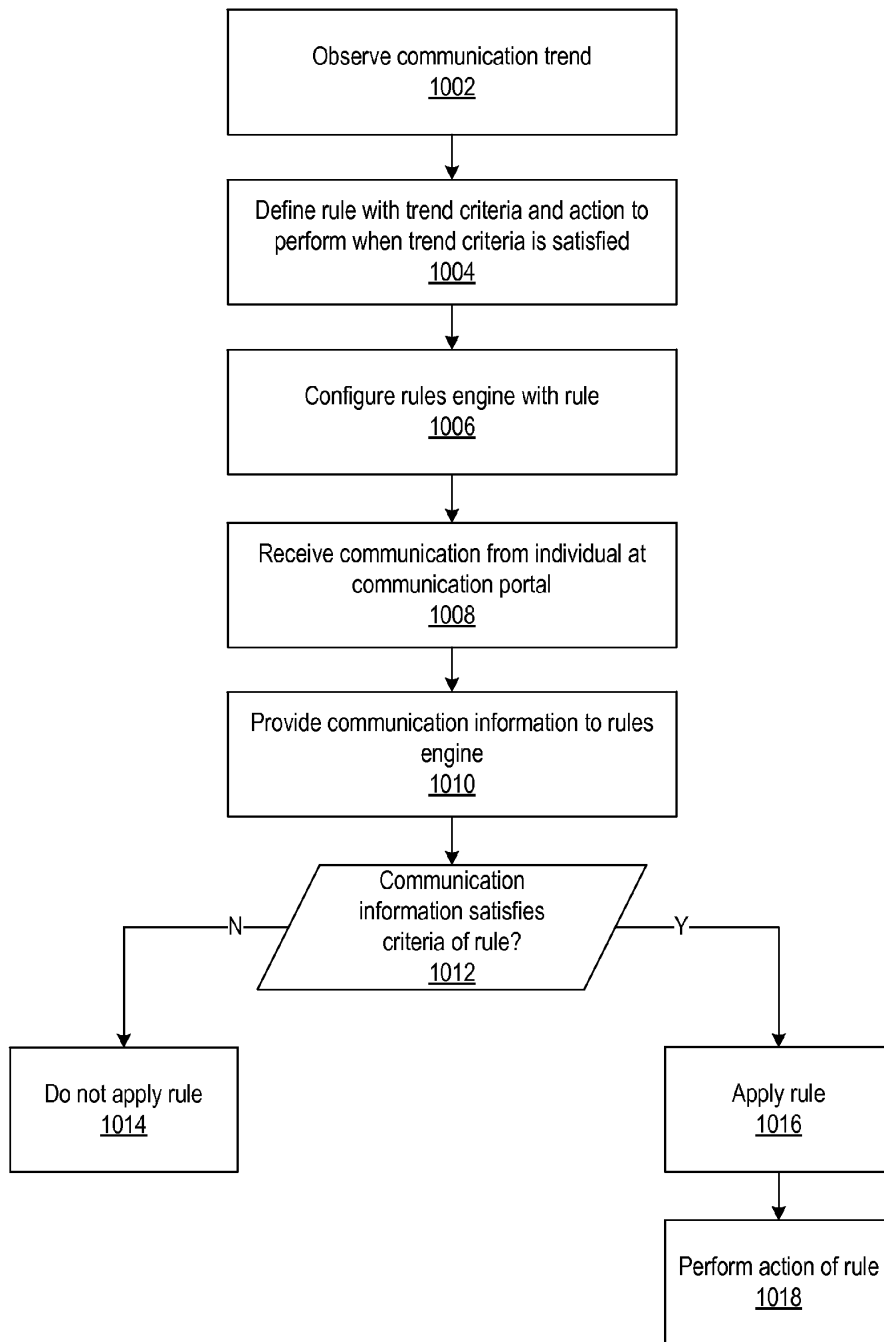 Observe communication trend
1002
Define rule with trend criteria and action to
perform when trend criteria is satisfied
1004
Configure rules engine with rule
1006
Receive communication from individual at
communication portal
1008
Provide communication information to rules
engine
1010
Communication
information satisfies
criteria of rule?
1012
N
Y
Do not apply rule
1014
Apply rule
1016
Perform action of rule
1018